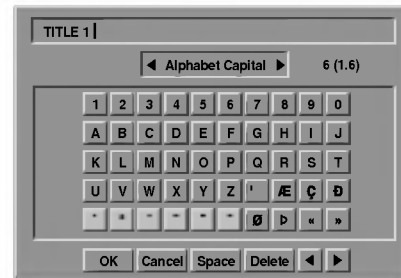 TITLE 1
◀ Alphabet Capital ▶ 6 (1.6)
1 2 3 4 5 6 7 8 9 0
A B C D E F G H I J
K L M N O P Q R S T
U V W X Y Z ' Æ Ç Ð
Ø Þ « »
OK Cancel Space Delete ◀ ▶